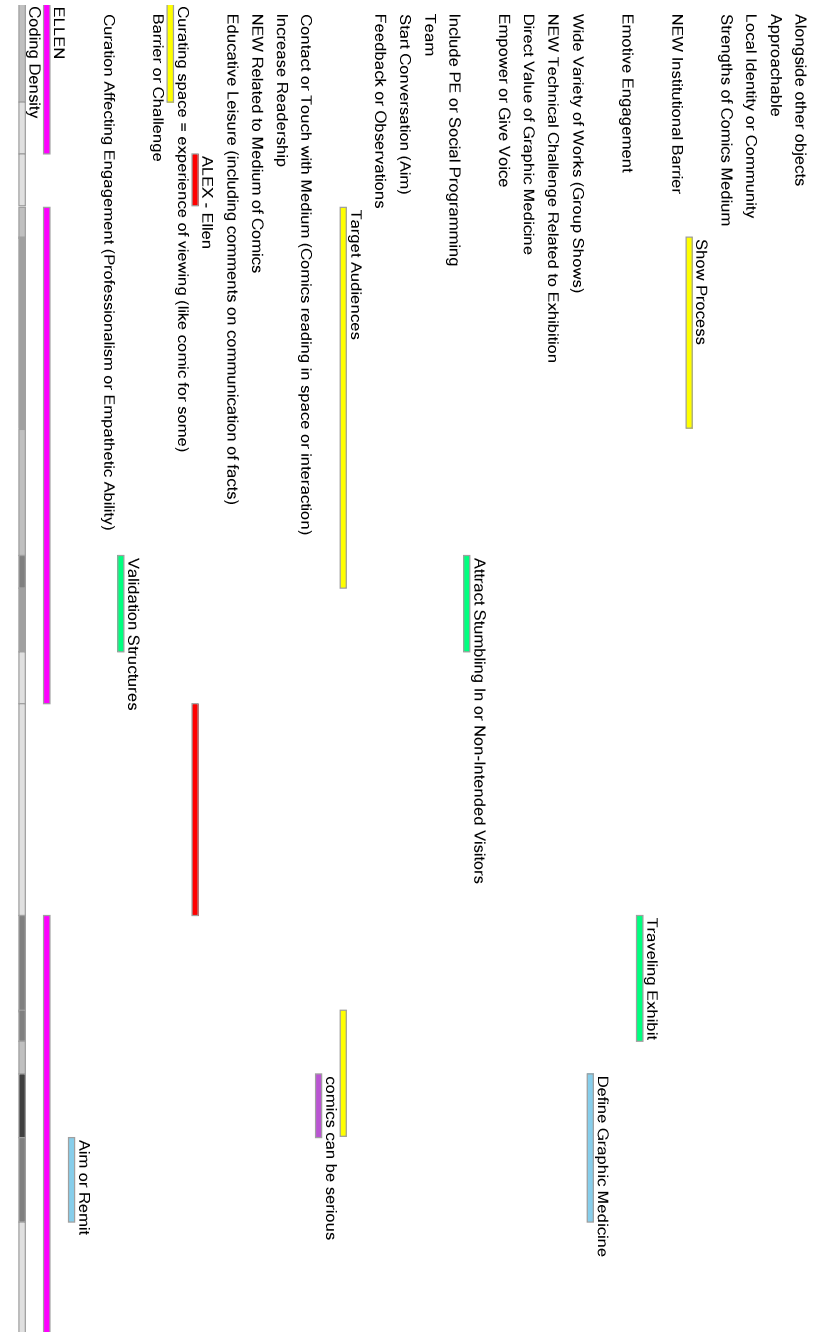 Alongside other objects
Approachable
Local Identity or Community
Strengths of Comics Medium
Show Process
NEW Institutional Barrier
Traveling Exhibit
Emotive Engagement
Define Graphic Medicine
Wide Variety of Works (Group Shows)
NEW Technical Challenge Related to Exhibition
Direct Value of Graphic Medicine
Empower or Give Voice
Attract Stumbling In or Non-Intended Visitors
Include PE or Social Programming
Team
Start Conversation (Aim)
Feedback or Observations
Target Audiences
comics can be serious
Contact or Touch with Medium (Comics reading in space or interaction)
Increase Readership
NEW Related to Medium of Comics
Educative Leisure (including comments on communication of facts)
ALEX - Ellen
Curating space = experience of viewing (like comic for some)
Barrier or Challenge
Validation Structures
Curation Affecting Engagement (Professionalism or Empathetic Ability)
Aim or Remit
ELLEN
Coding Density